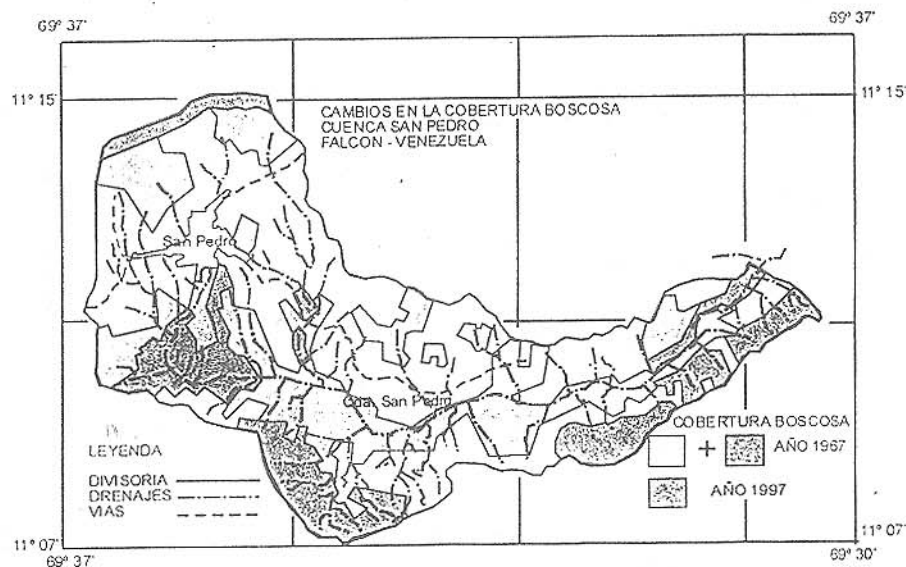 69° 37'
69° 37'
11° 15'
11° 15'
CAMBIOS EN LA COBERTURA BOSCOSA
CUENCA SAN PEDRO
FALCON - VENEZUELA
San Pedro
Qda. San Pedro
LEYENDA
DIVISORIA
DRENAJES
VIAS
COBERTURA BOSCOSA
+ AÑO 1967
AÑO 1997
11° 07'
11° 07'
69° 37'
69° 30'